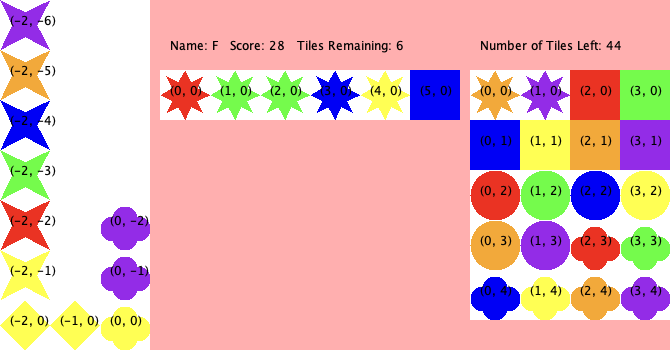 Name: F   Score: 28   Tiles Remaining: 6
Number of Tiles Left: 44
(-2, -6)
(-2, -5)
(-2, -4)
(-2, -3)
(-2, -2)
(0, -2)
(-2, -1)
(0, -1)
(-2, 0) (-1, 0) (0, 0)
(0, 0) (1, 0) (2, 0) (3, 0) (4, 0) (5, 0)
(0, 0) (1, 0) (2, 0) (3, 0)
(0, 1) (1, 1) (2, 1) (3, 1)
(0, 2) (1, 2) (2, 2) (3, 2)
(0, 3) (1, 3) (2, 3) (3, 3)
(0, 4) (1, 4) (2, 4) (3, 4)